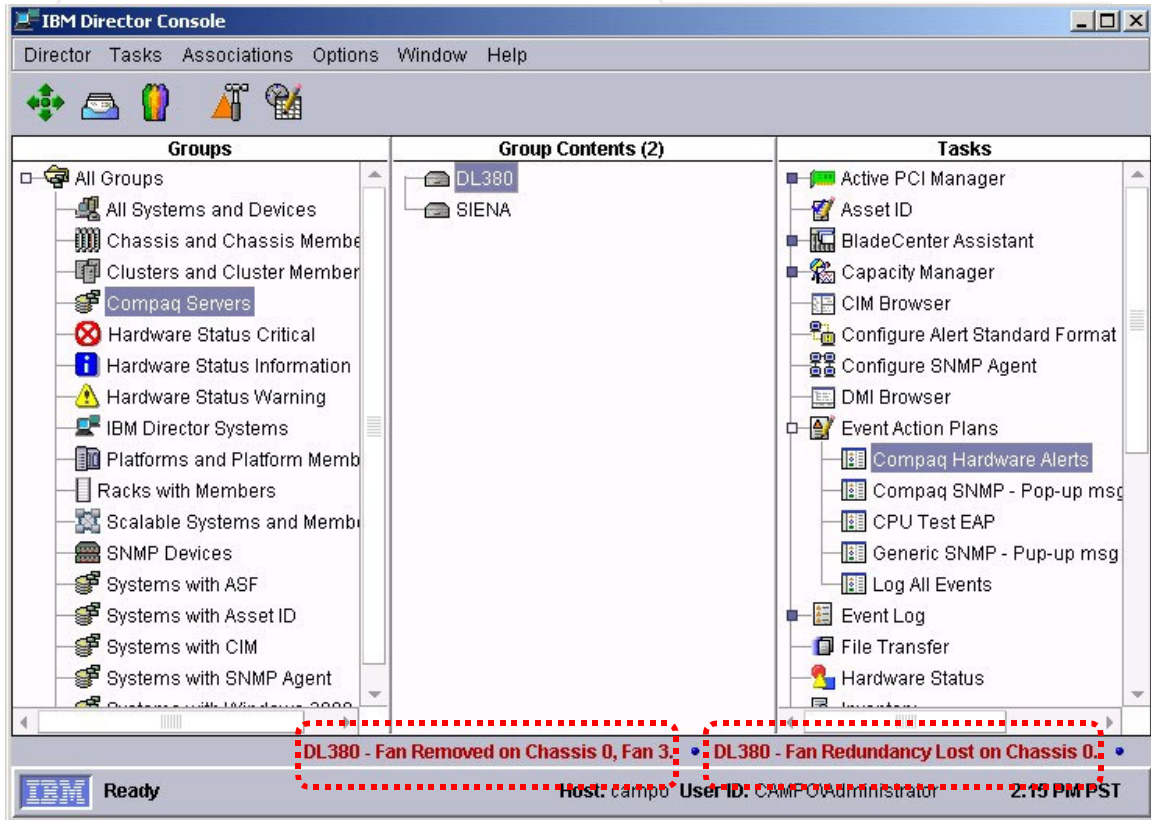 IBM Director Console
Director Tasks Associations Options Window Help
Groups
All Groups
All Systems and Devices
Chassis and Chassis Membe
Clusters and Cluster Member
Compaq Servers
Hardware Status Critical
Hardware Status Information
Hardware Status Warning
IBM Director Systems
Platforms and Platform Memb
Racks with Members
Scalable Systems and Membe
SNMP Devices
Systems with ASF
Systems with Asset ID
Systems with CIM
Systems with SNMP Agent
Group Contents (2)
DL380
SIENA
Tasks
Active PCI Manager
Asset ID
BladeCenter Assistant
Capacity Manager
CIM Browser
Configure Alert Standard Format
Configure SNMP Agent
DMI Browser
Event Action Plans
Compaq Hardware Alerts
Compaq SNMP - Pop-up msg
CPU Test EAP
Generic SNMP - Pup-up msg
Log All Events
Event Log
File Transfer
Hardware Status
DL380 - Fan Removed on Chassis 0, Fan 3. • DL380 - Fan Redundancy Lost on Chassis 0. •
IBM Ready Host: campo User ID: CAMPO\Administrator 2:15 PM PST